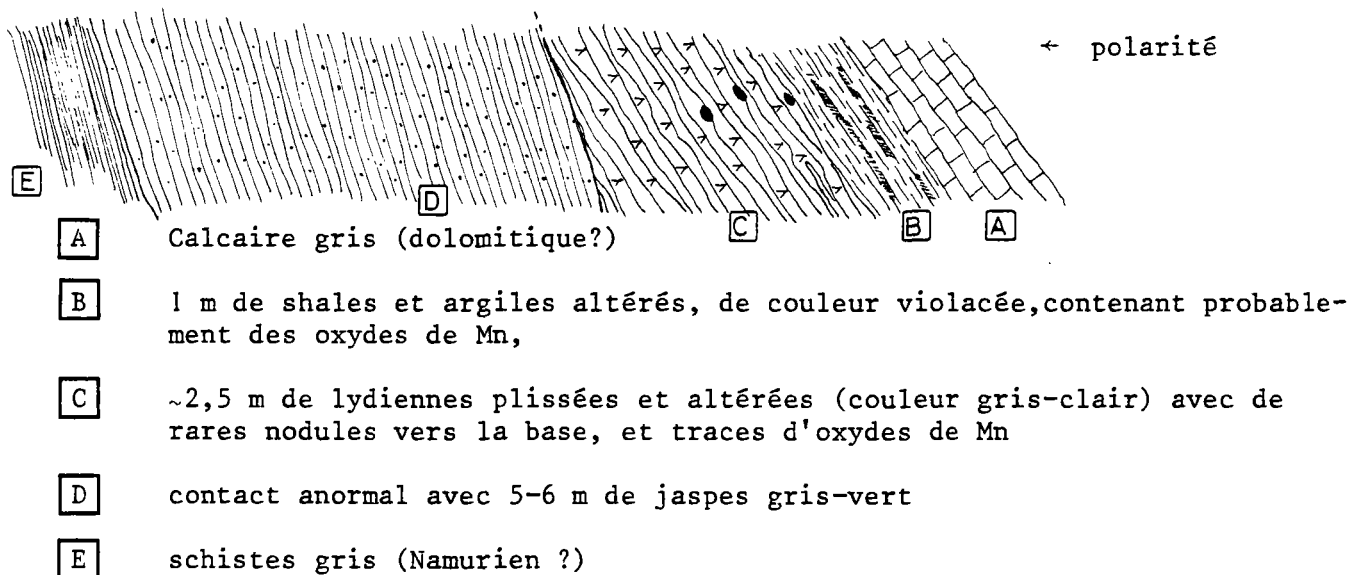 ← polarité
E
D
C
B
A
A Calcaire gris (dolomitique?)
B 1 m de shales et argiles altérés, de couleur violacée,contenant probable-
ment des oxydes de Mn,
C ~2,5 m de lydiennes plissées et altérées (couleur gris-clair) avec de
rares nodules vers la base, et traces d'oxydes de Mn
D contact anormal avec 5-6 m de jaspes gris-vert
E schistes gris (Namurien ?)